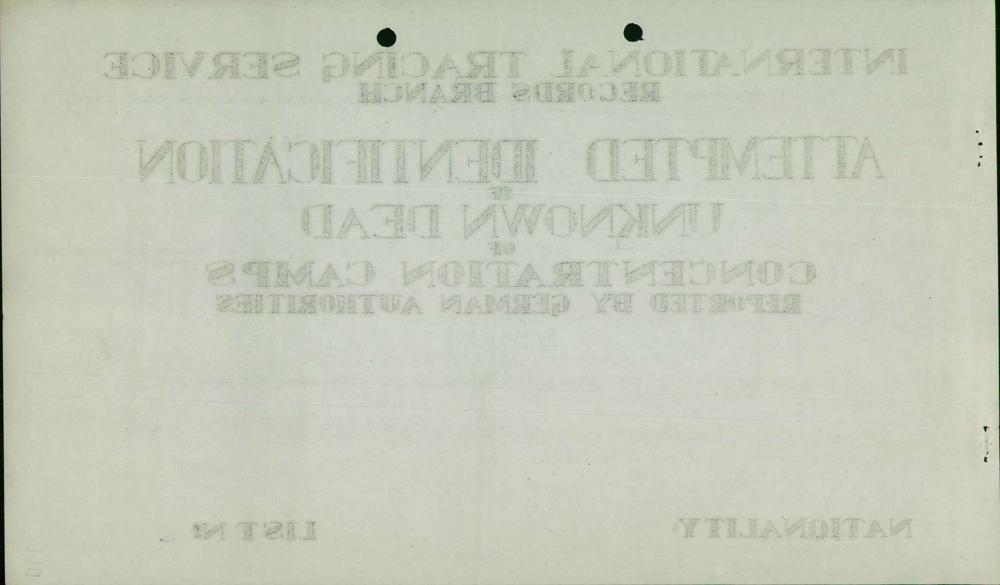 INTERNATIONAL TRACING SERVICE
RECORDS BRANCH
ATTEMPTED IDENTIFICATION
OF
UNKNOWN DEAD
OF
CONCENTRATION CAMPS
REPORTED BY GERMAN AUTHORITIES
NATIONALITY LIST Nº